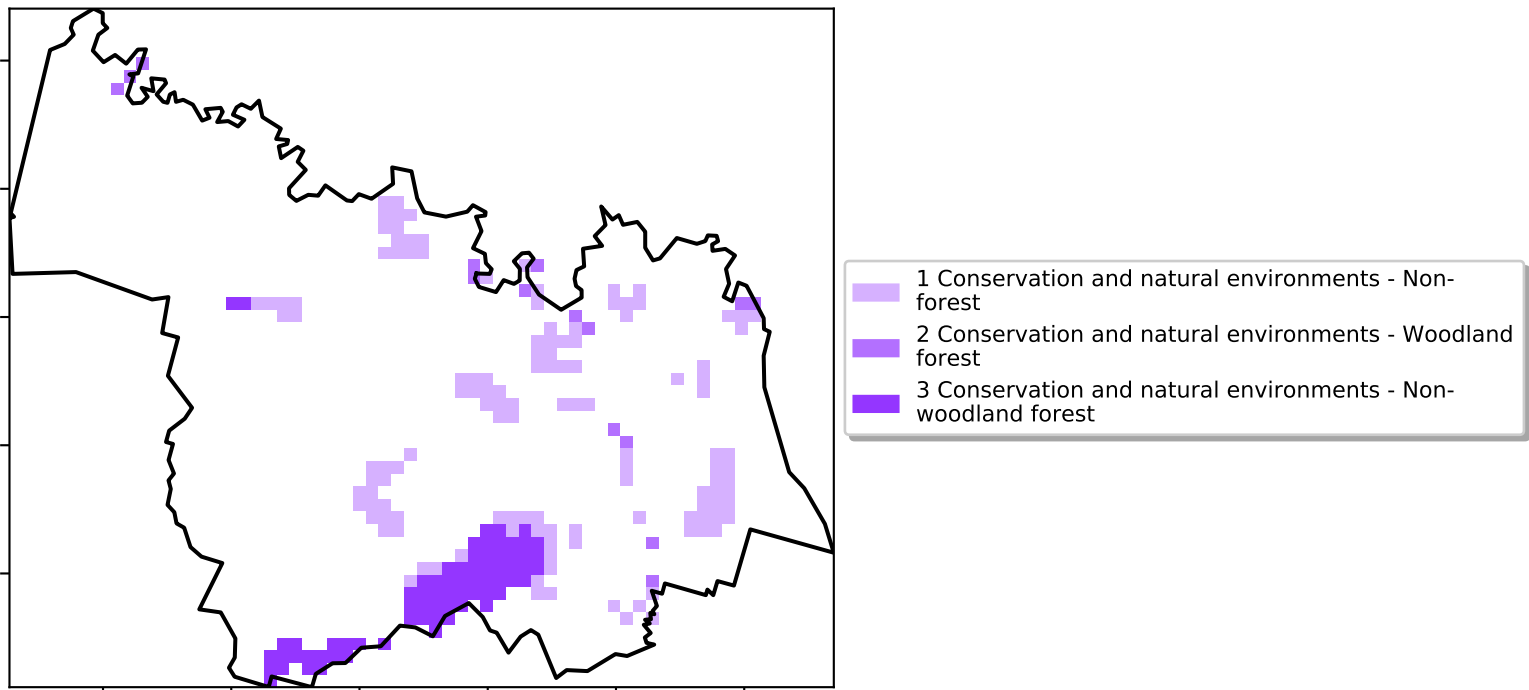 1 Conservation and natural environments - Non-
forest
2 Conservation and natural environments - Woodland
forest
3 Conservation and natural environments - Non-
woodland forest